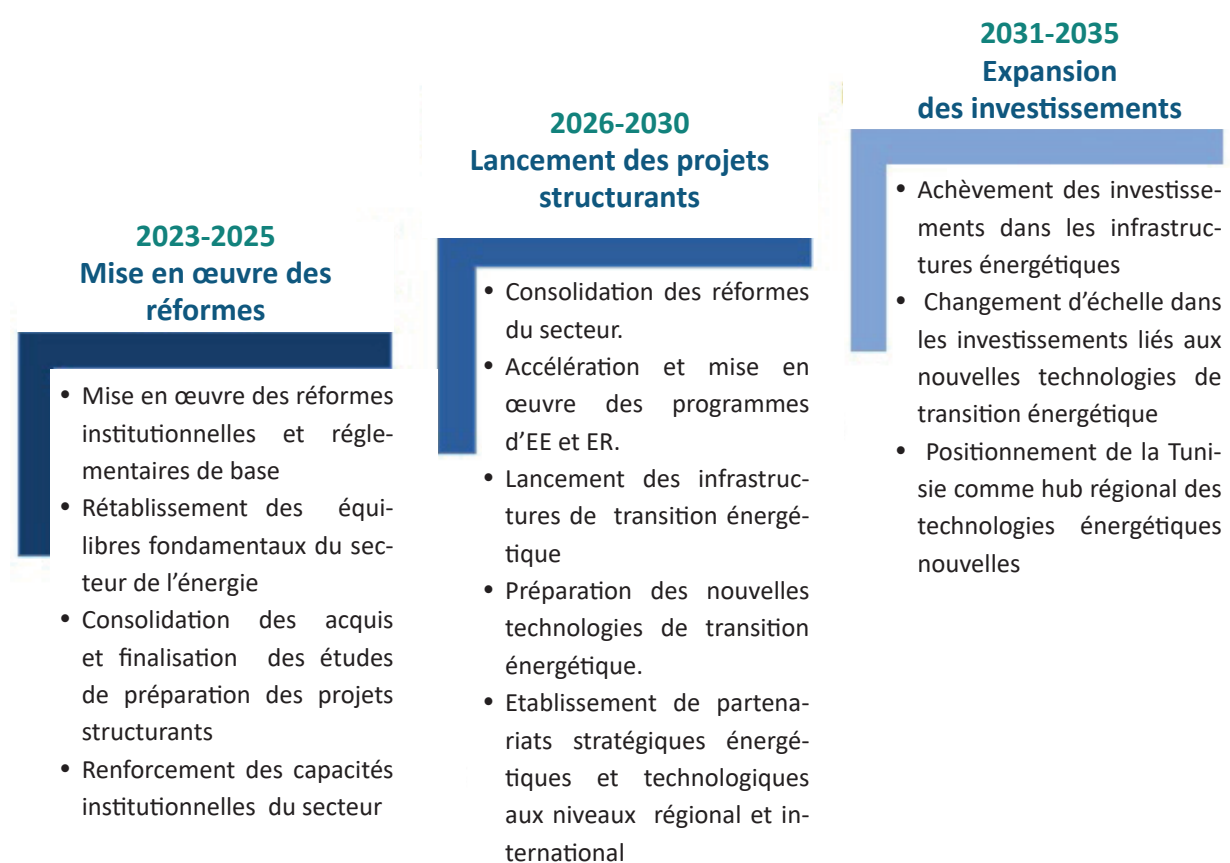 2023-2025
Mise en œuvre des
réformes
• Mise en œuvre des réformes
institutionnelles et régle-
mentaires de base
• Rétablissement des équi-
libres fondamentaux du sec-
teur de l’énergie
• Consolidation des acquis
et finalisation des études
de préparation des projets
structurants
• Renforcement des capacités
institutionnelles du secteur
2026-2030
Lancement des projets
structurants
• Consolidation des réformes
du secteur.
• Accélération et mise en
œuvre des programmes
d’EE et ER.
• Lancement des infrastruc-
tures de transition énergé-
tique
• Préparation des nouvelles
technologies de transition
énergétique.
• Etablissement de partena-
riats stratégiques énergé-
tiques et technologiques
aux niveaux régional et in-
ternational
2031-2035
Expansion
des investissements
• Achèvement des investisse-
ments dans les infrastruc-
tures énergétiques
• Changement d’échelle dans
les investissements liés aux
nouvelles technologies de
transition énergétique
• Positionnement de la Tuni-
sie comme hub régional des
technologies énergétiques
nouvelles